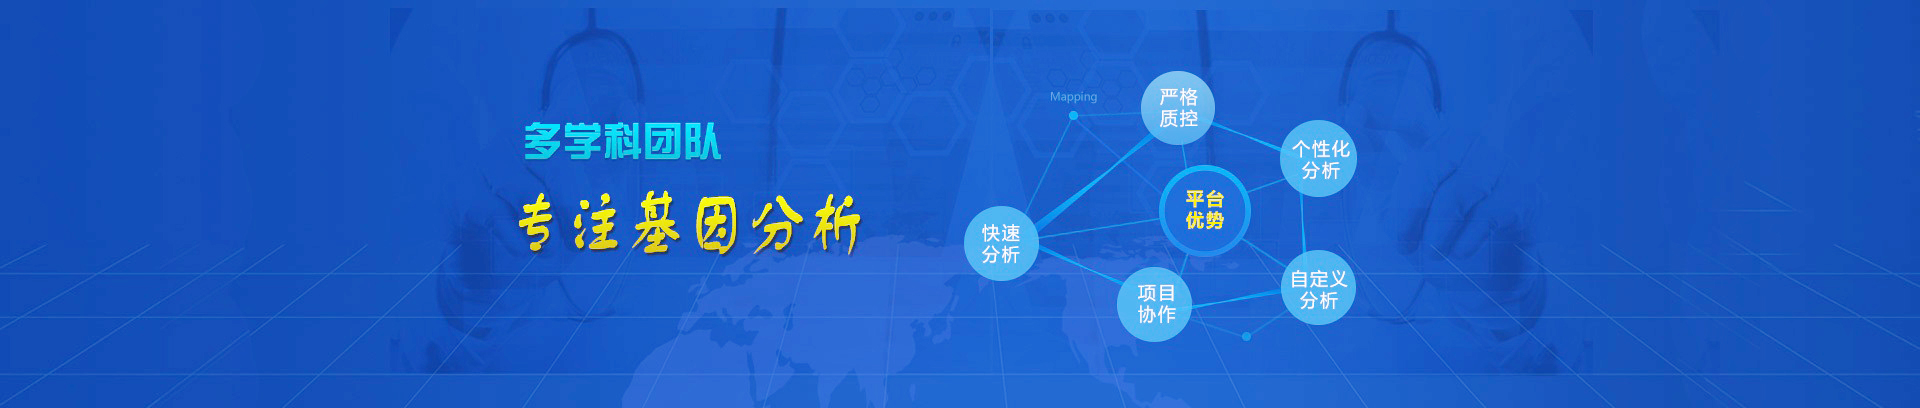 多学科团队
专注基因分析
Mapping
严格
质控
个性化
分析
平台
优势
快速
分析
项目
协作
自定义
分析